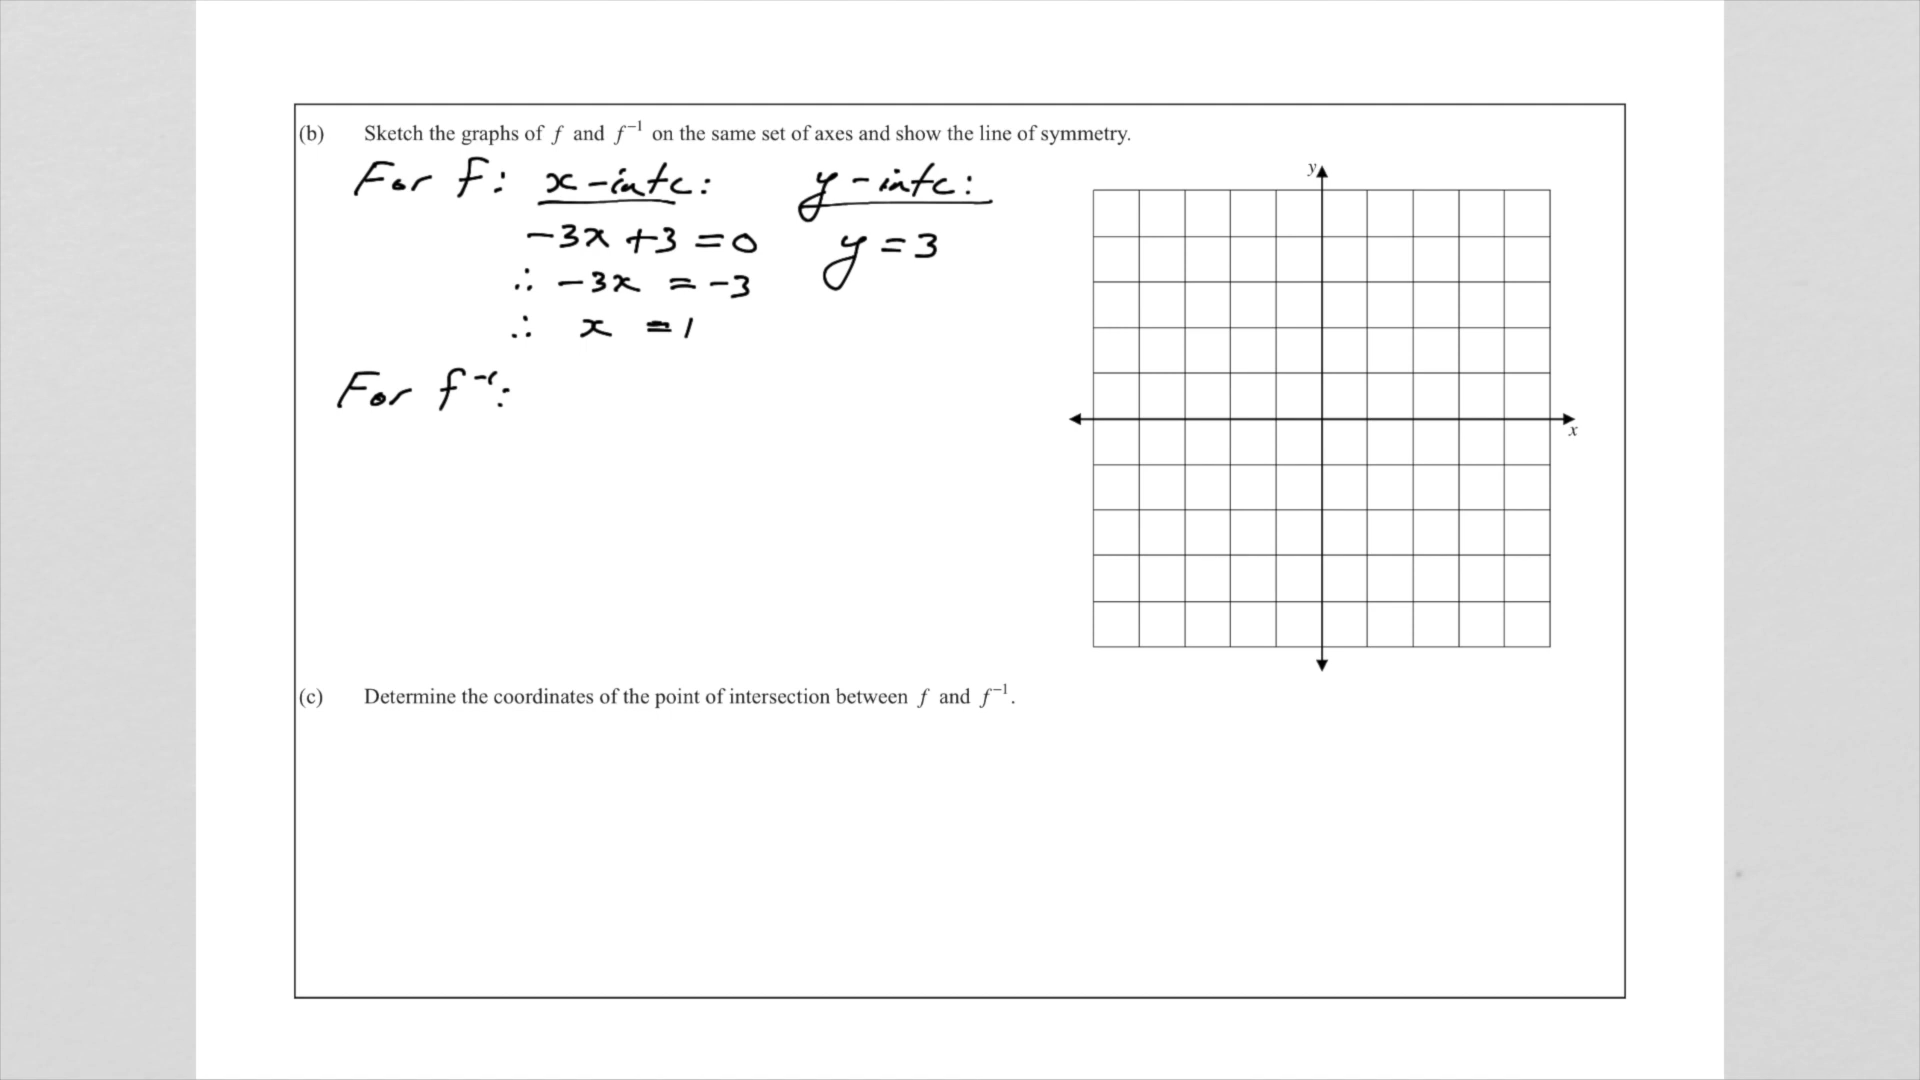 (b) Sketch the graphs of f and f⁻¹ on the same set of axes and show the line of symmetry.
For f: x-intc: y-intc:
-3x +3 = 0 y = 3
∴ -3x = -3
∴ x = 1
For f⁻¹:
y
x
(c) Determine the coordinates of the point of intersection between f and f⁻¹.